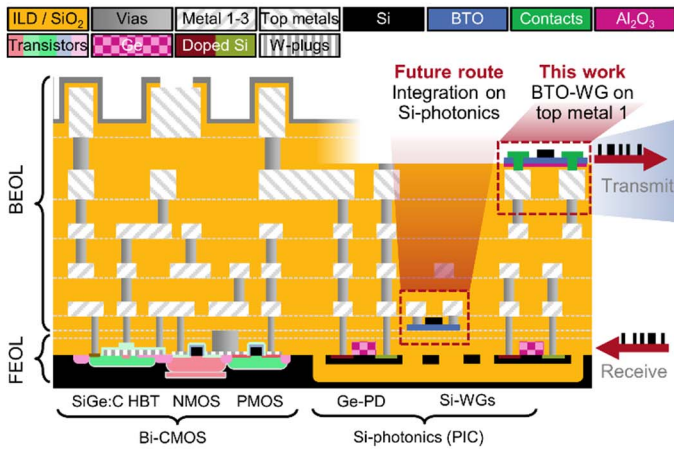 ILD / SiO2 Vias Metal 1-3 Top metals Si BTO Contacts Al2O3
Transistors Ge Doped Si W-plugs
Future route
Integration on
Si-photonics
This work
BTO-WG on
top metal 1
Transmit
Receive
BEOL
FEOL
SiGe:C HBT NMOS PMOS Ge-PD Si-WGs
Bi-CMOS Si-photonics (PIC)